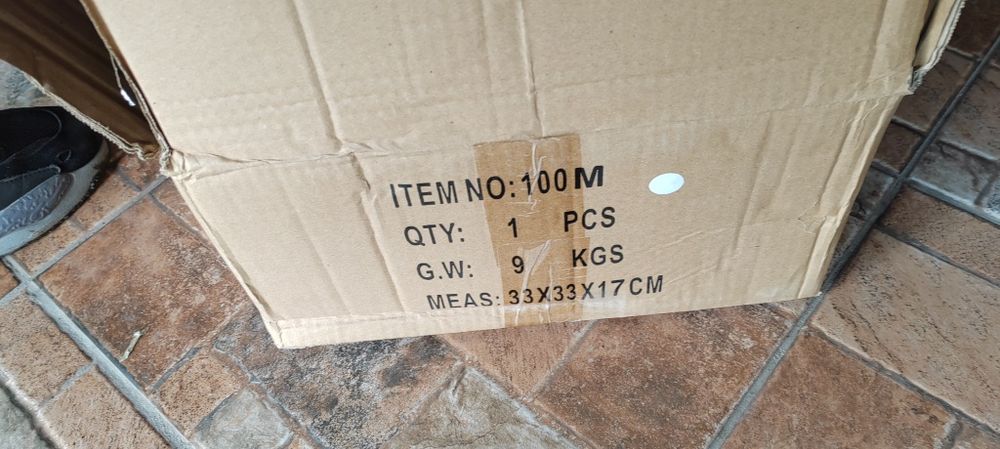 ITEM NO: 100M
QTY: 1 PCS
G.W: 9 KGS
MEAS: 33X33X17CM